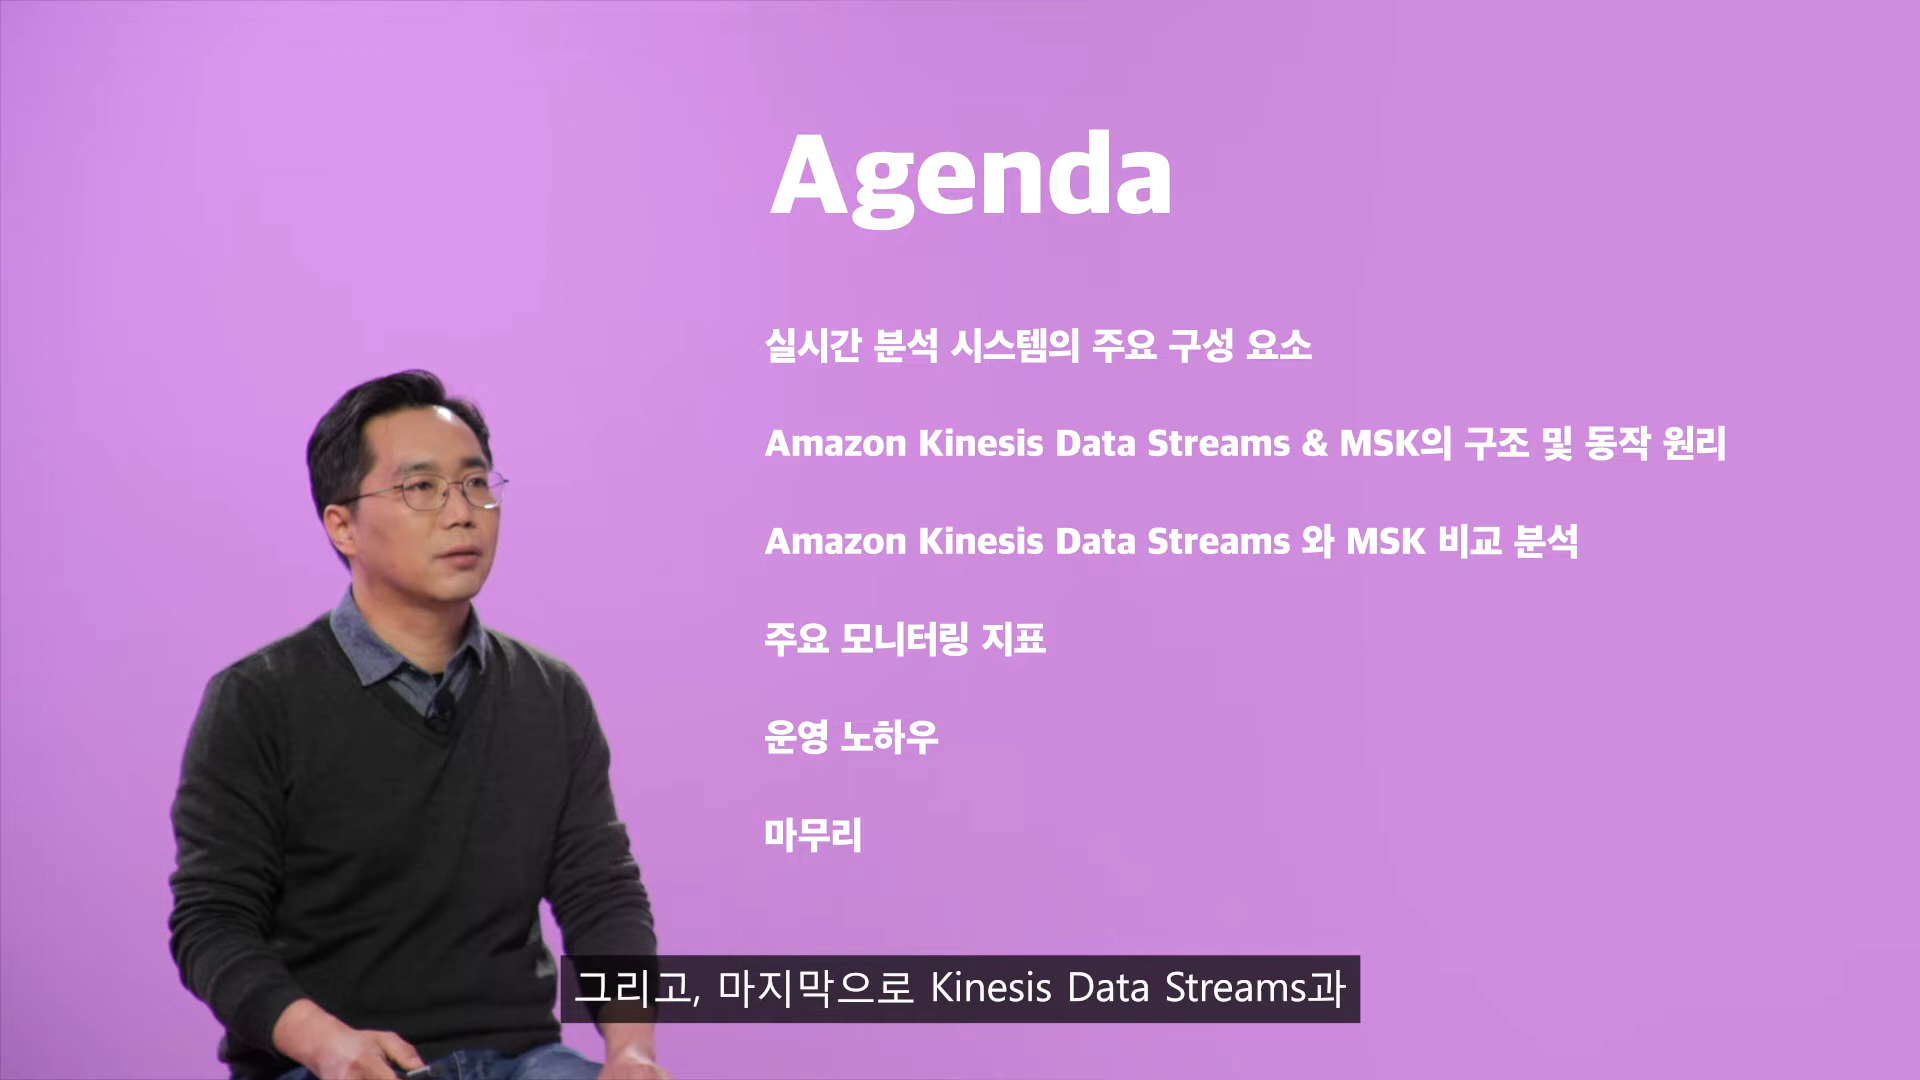 Agenda
실시간 분석 시스템의 주요 구성 요소
Amazon Kinesis Data Streams & MSK의 구조 및 동작 원리
Amazon Kinesis Data Streams 와 MSK 비교 분석
주요 모니터링 지표
운영 노하우
마무리
그리고, 마지막으로 Kinesis Data Streams과